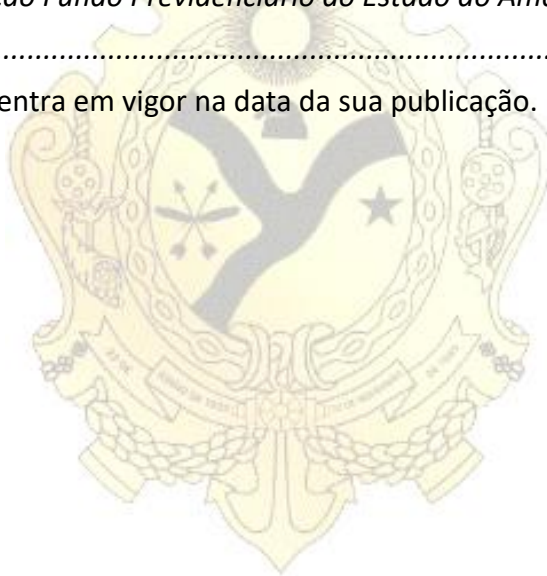 Fundo Previdenciário do Estado do
........................................................................
entra em vigor na data da sua publicação.